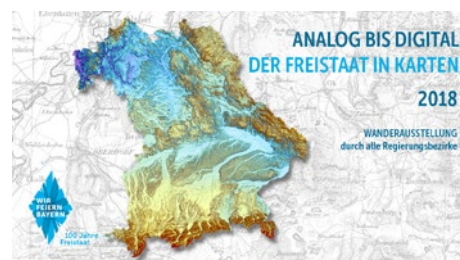 ANALOG BIS DIGITAL
DER FREISTAAT IN KARTEN
2018
WANDERAUSSTELLUNG
durch alle Regierungsbezirke
WIR
FEIERN
BAYERN
100 Jahre
Freistaat